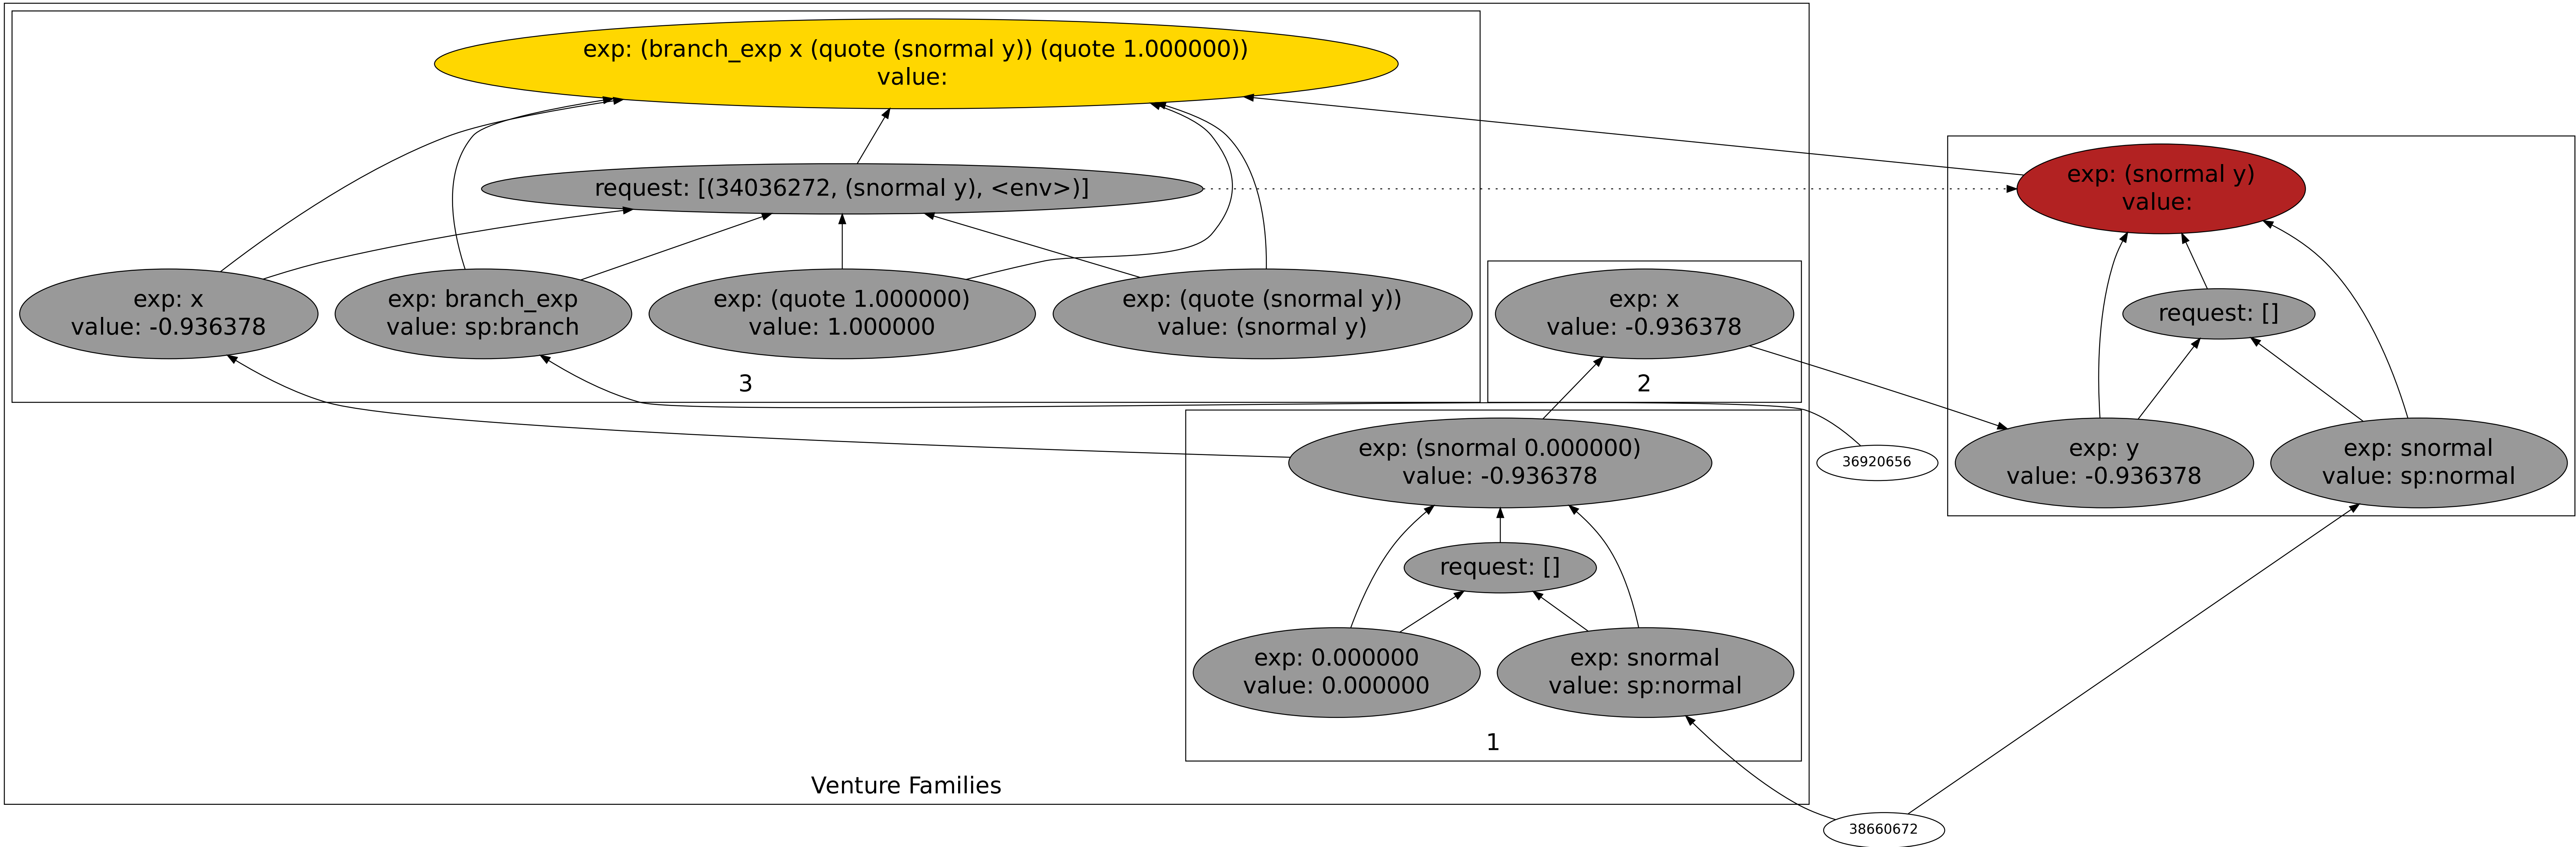 exp: (branch_exp x (quote (snormal y)) (quote 1.000000))
value:
request: [(34036272, (snormal y), <env>)]
exp: x
value: -0.936378
exp: branch_exp
value: sp:branch
exp: (quote 1.000000)
value: 1.000000
exp: (quote (snormal y))
value: (snormal y)
3
exp: x
value: -0.936378
2
exp: (snormal y)
value:
request: []
exp: y
value: -0.936378
exp: snormal
value: sp:normal
36920656
exp: (snormal 0.000000)
value: -0.936378
request: []
exp: 0.000000
value: 0.000000
exp: snormal
value: sp:normal
1
Venture Families
38660672